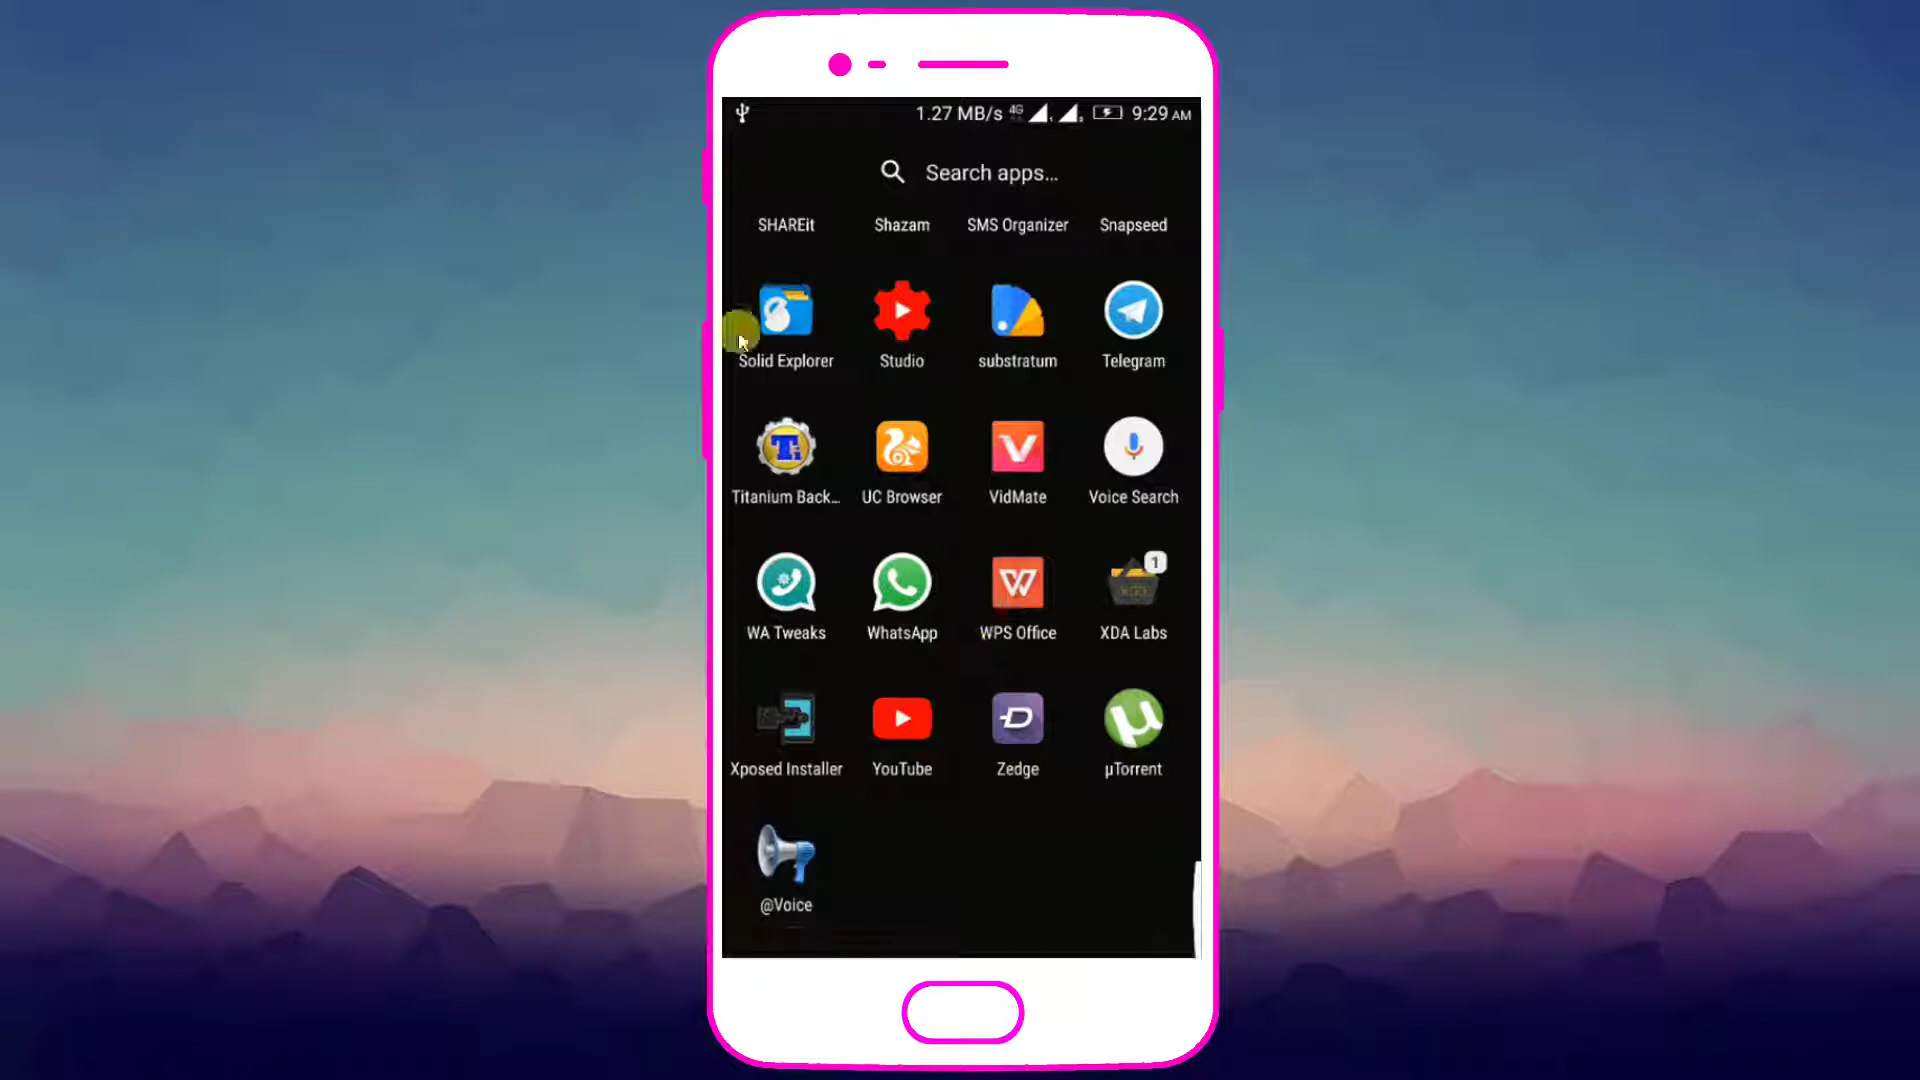 1.27 MB/s 4G 9:29 AM
Search apps...
SHAREit Shazam SMS Organizer Snapseed
Solid Explorer Studio substratum Telegram
Titanium Back... UC Browser VidMate Voice Search
1
WA Tweaks WhatsApp WPS Office XDA Labs
Xposed Installer YouTube Zedge µTorrent
@Voice